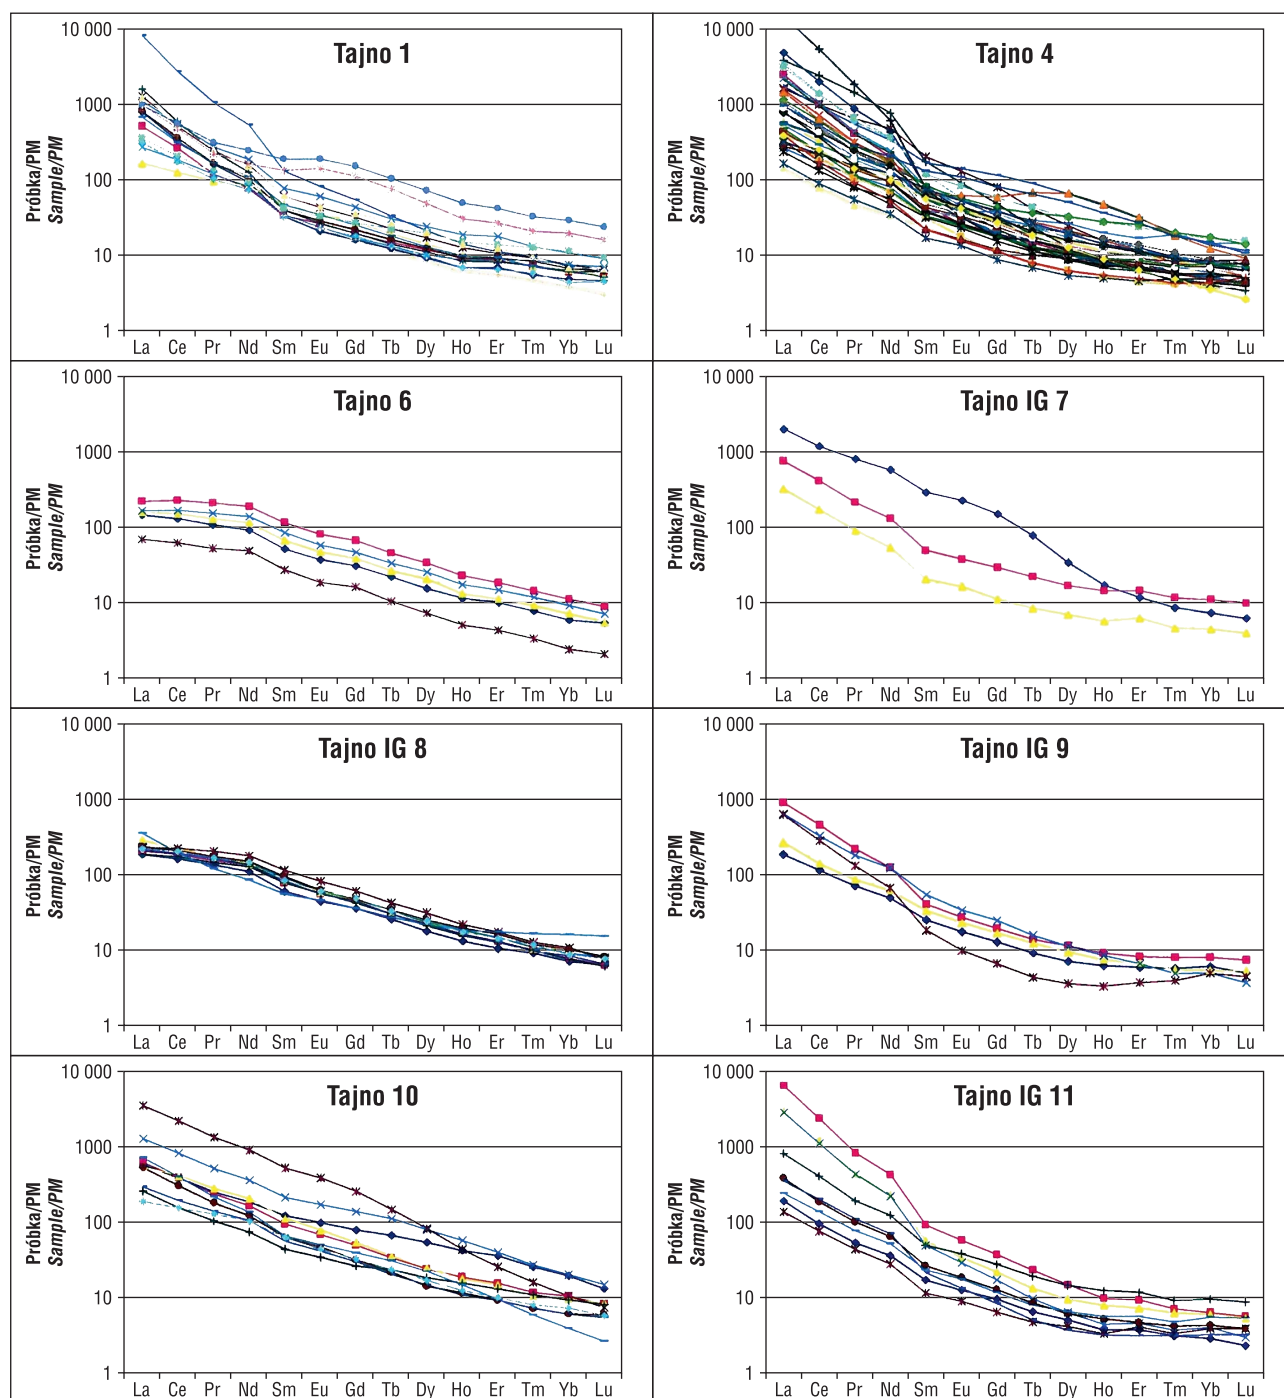 Tajno 1
Próbka/PM
Sample/PM
10 000
1000
100
10
1
La Ce Pr Nd Sm Eu Gd Tb Dy Ho Er Tm Yb Lu
Tajno 4
Próbka/PM
Sample/PM
10 000
1000
100
10
1
La Ce Pr Nd Sm Eu Gd Tb Dy Ho Er Tm Yb Lu
Tajno 6
Próbka/PM
Sample/PM
10 000
1000
100
10
1
La Ce Pr Nd Sm Eu Gd Tb Dy Ho Er Tm Yb Lu
Tajno IG 7
Próbka/PM
Sample/PM
10 000
1000
100
10
1
La Ce Pr Nd Sm Eu Gd Tb Dy Ho Er Tm Yb Lu
Tajno IG 8
Próbka/PM
Sample/PM
10 000
1000
100
10
1
La Ce Pr Nd Sm Eu Gd Tb Dy Ho Er Tm Yb Lu
Tajno IG 9
Próbka/PM
Sample/PM
10 000
1000
100
10
1
La Ce Pr Nd Sm Eu Gd Tb Dy Ho Er Tm Yb Lu
Tajno 10
Próbka/PM
Sample/PM
10 000
1000
100
10
1
La Ce Pr Nd Sm Eu Gd Tb Dy Ho Er Tm Yb Lu
Tajno IG 11
Próbka/PM
Sample/PM
10 000
1000
100
10
1
La Ce Pr Nd Sm Eu Gd Tb Dy Ho Er Tm Yb Lu